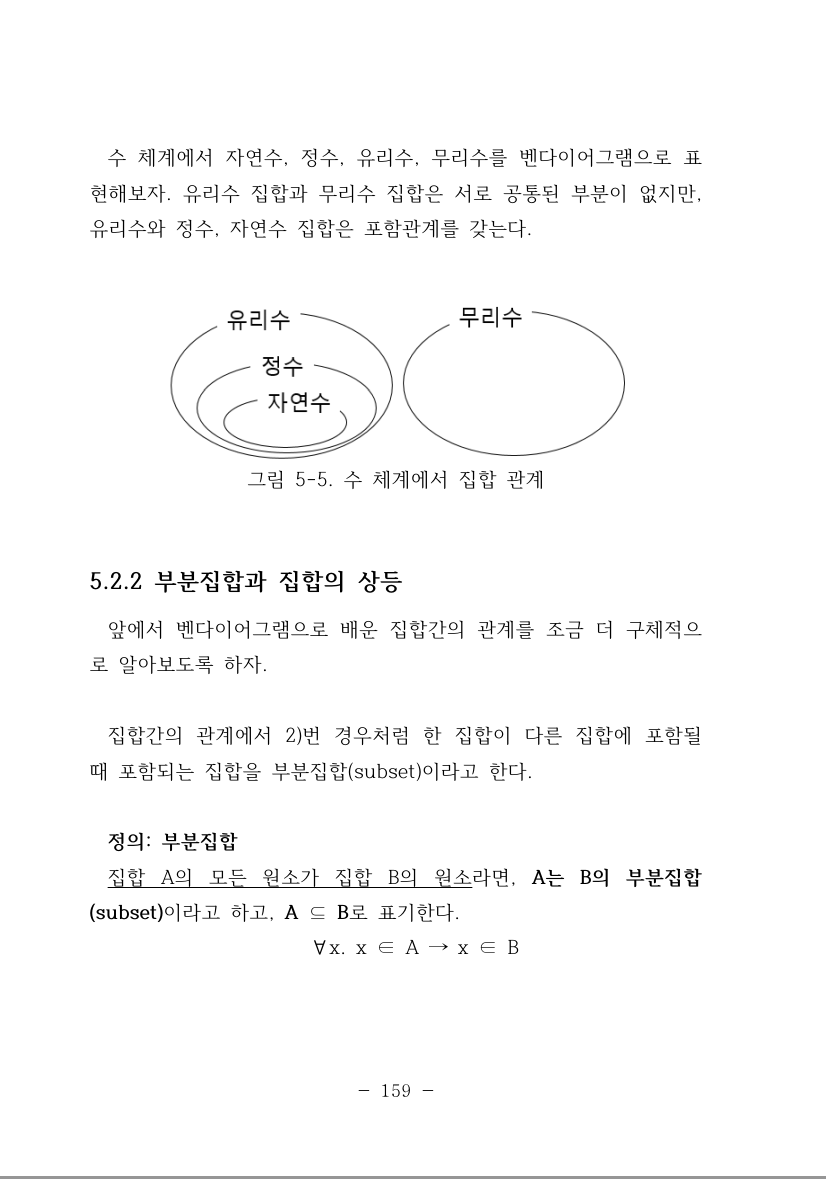 수 체계에서 자연수, 정수, 유리수, 무리수를 벤다이어그램으로 표
현해보자. 유리수 집합과 무리수 집합은 서로 공통된 부분이 없지만,
유리수와 정수, 자연수 집합은 포함관계를 갖는다.
유리수
무리수
정수
자연수
그림 5-5. 수 체계에서 집합 관계
5.2.2 부분집합과 집합의 상등
앞에서 벤다이어그램으로 배운 집합간의 관계를 조금 더 구체적으
로 알아보도록 하자.
집합간의 관계에서 2)번 경우처럼 한 집합이 다른 집합에 포함될
때 포함되는 집합을 부분집합(subset)이라고 한다.
정의: 부분집합
집합 A의 모든 원소가 집합 B의 원소라면, A는 B의 부분집합
(subset)이라고 하고, A ⊆ B로 표기한다.
∀x. x ∈ A → x ∈ B
- 159 -